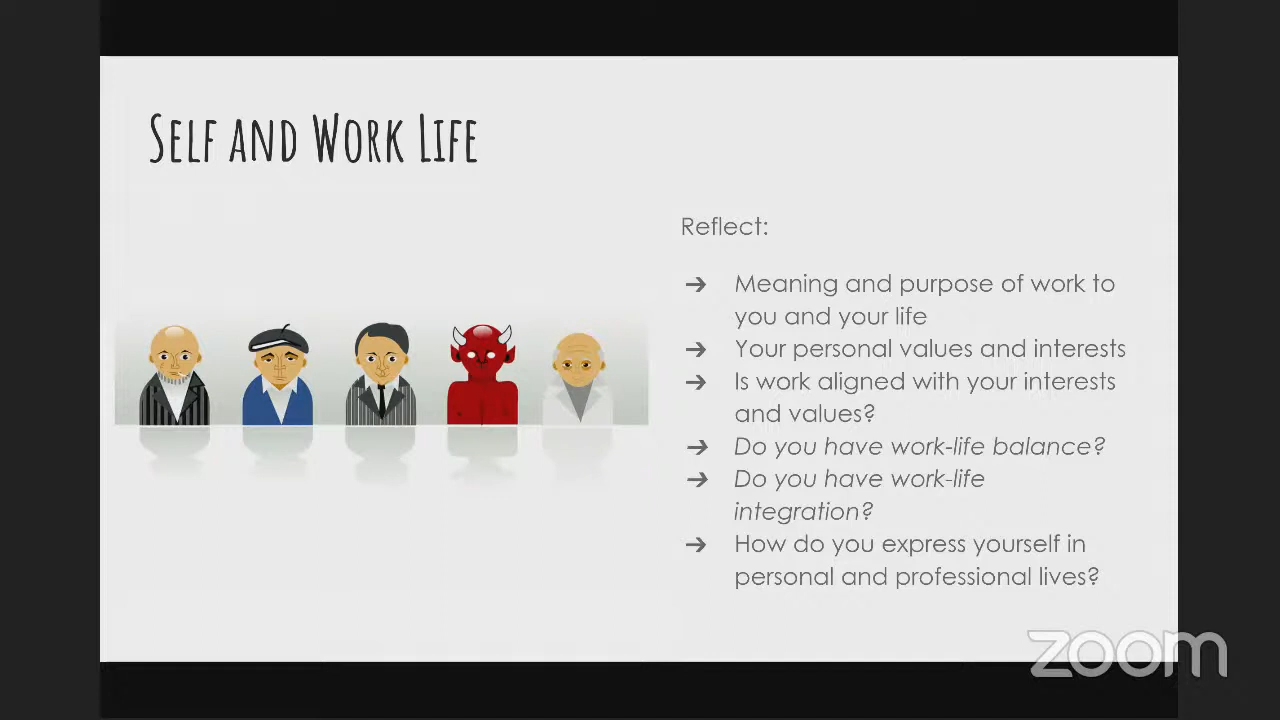 SELF AND WORK LIFE
Reflect:
➔ Meaning and purpose of work to
you and your life
➔ Your personal values and interests
➔ Is work aligned with your interests
and values?
➔ Do you have work-life balance?
➔ Do you have work-life
integration?
➔ How do you express yourself in
personal and professional lives?
zoom